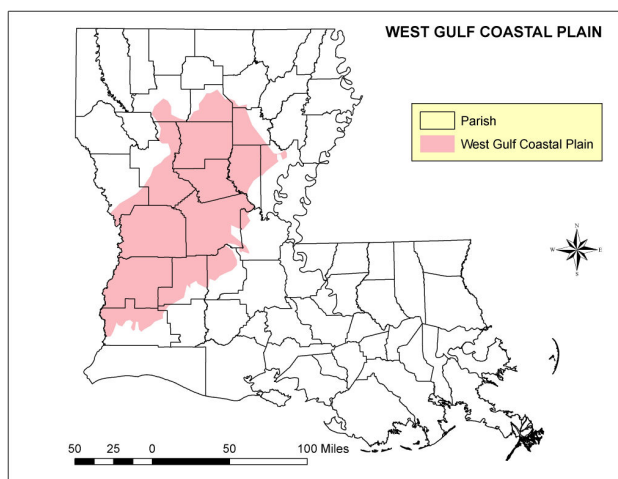 WEST GULF COASTAL PLAIN
Parish
West Gulf Coastal Plain
N
W E
S
50 25 0 50 100 Miles